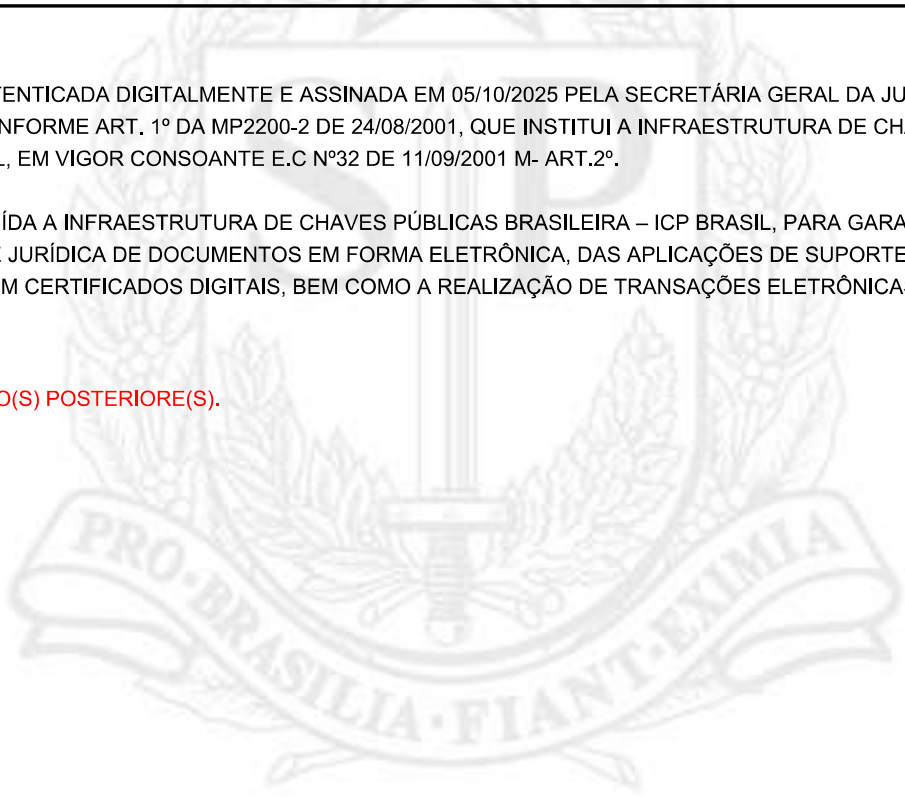 TENTICADA DIGITALMENTE E ASSINADA EM 05/10/2025 PELA SECRETÁRIA GERAL DA JU
NFORME ART. 1º DA MP2200-2 DE 24/08/2001, QUE INSTITUI A INFRAESTRUTURA DE CHA
L, EM VIGOR CONSOANTE E.C Nº32 DE 11/09/2001 M- ART.2º.
ÍDA A INFRAESTRUTURA DE CHAVES PÚBLICAS BRASILEIRA – ICP BRASIL, PARA GARA
E JURÍDICA DE DOCUMENTOS EM FORMA ELETRÔNICA, DAS APLICAÇÕES DE SUPORTE
M CERTIFICADOS DIGITAIS, BEM COMO A REALIZAÇÃO DE TRANSAÇÕES ELETRÔNICAS
O(S) POSTERIORE(S).
SP
PRO·BRASILIA·FIANT·EXIMIA